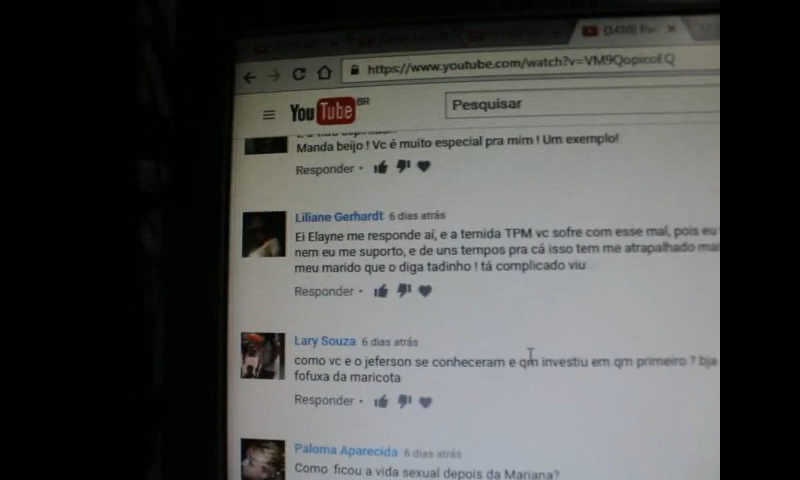 https://www.youtube.com/watch?v=VM9QopicoEQ
YouTube BR
Pesquisar
Manda beijo ! Vc é muito especial pra mim ! Um exemplo!
Responder •
Liliane Gerhardt 6 dias atrás
Ei Elayne me responde aí, e a temida TPM vc sofre com esse mal, pois eu
nem eu me suporto, e de uns tempos pra cá isso tem me atrapalhado
meu marido que o diga tadinho ! tá complicado viu
Responder •
Lary Souza 6 dias atrás
como vc e o jeferson se conheceram e qm investiu em qm primeiro ? bja
fofuxa da maricota
Responder •
Paloma Aparecida 6 dias atrás
Como ficou a vida sexual depois da Mariana?